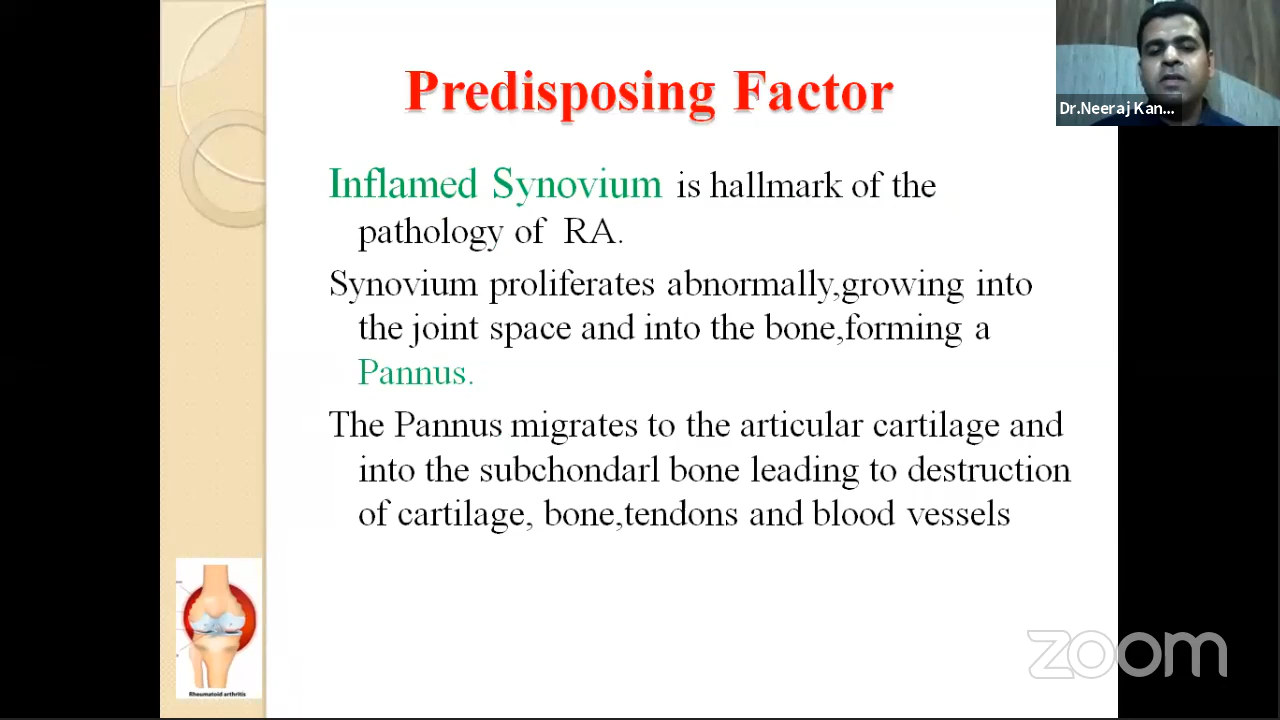 Predisposing Factor
Dr.Neeraj Kan...
Inflamed Synovium is hallmark of the
pathology of RA.
Synovium proliferates abnormally,growing into
the joint space and into the bone,forming a
Pannus.
The Pannus migrates to the articular cartilage and
into the subchondarl bone leading to destruction
of cartilage, bone,tendons and blood vessels
Rheumatoid arthritis
zoom